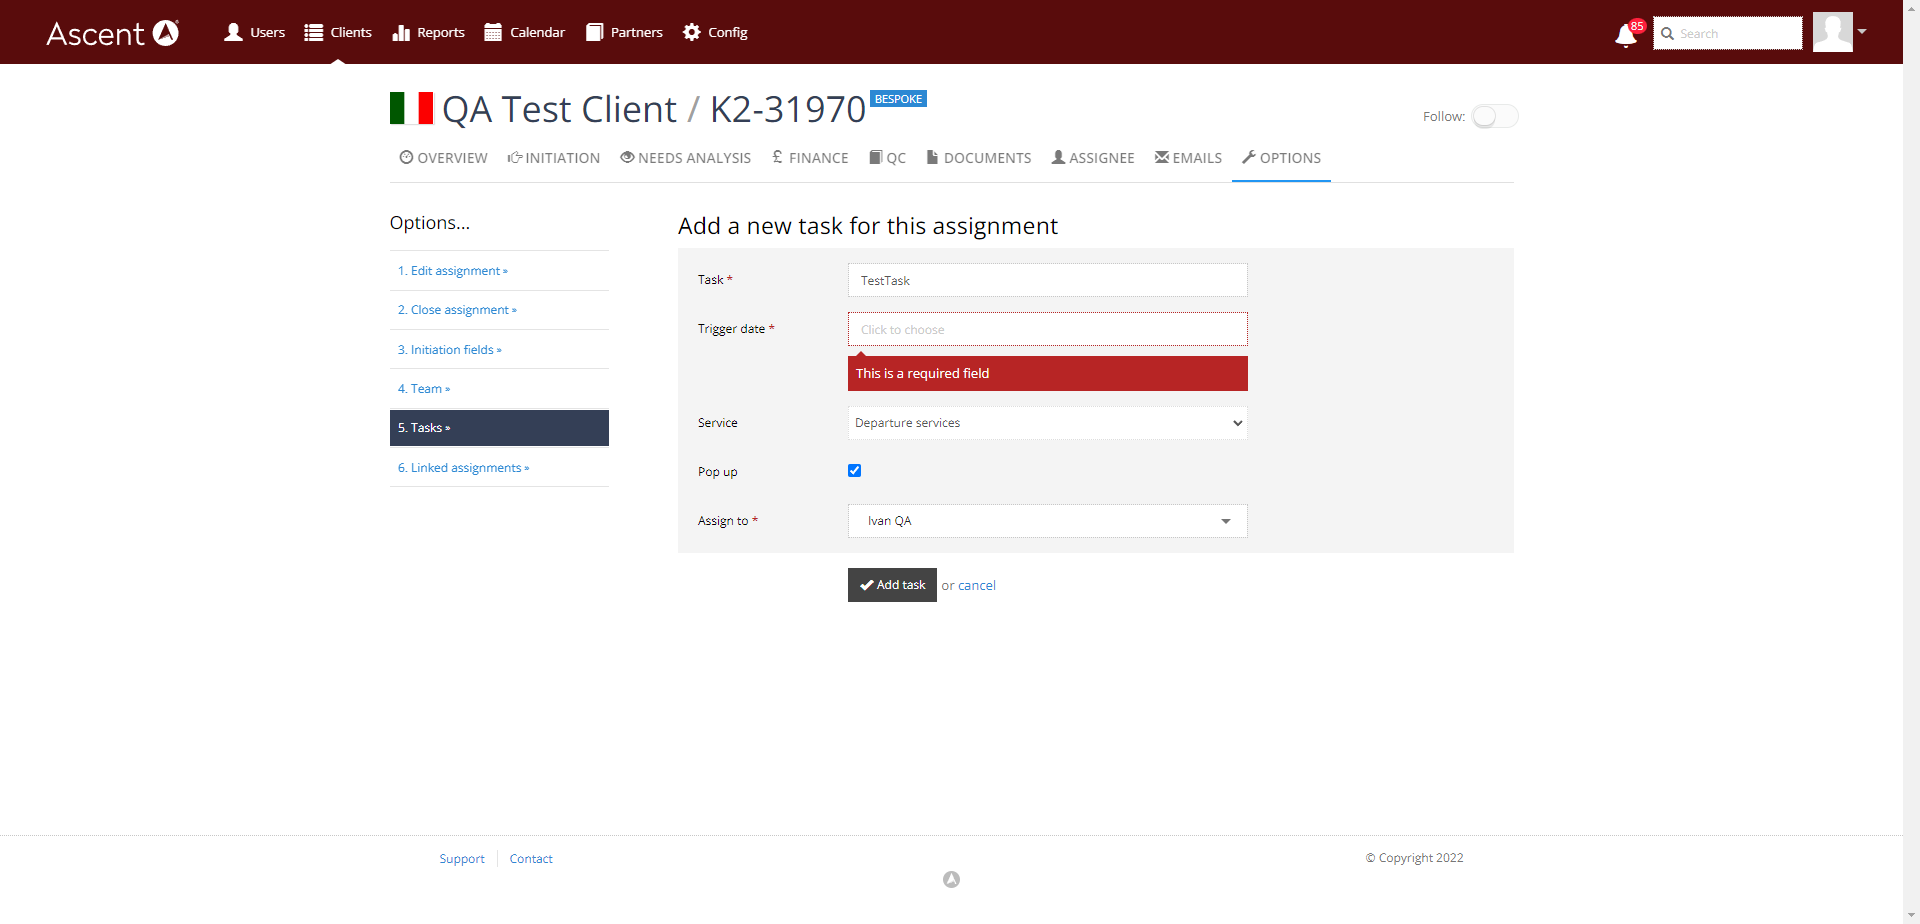 Ascent
Users Clients Reports Calendar Partners Config
85
Search
QA Test Client / K2-31970 BESPOKE
Follow:
OVERVIEW INITIATION NEEDS ANALYSIS £ FINANCE QC DOCUMENTS ASSIGNEE EMAILS OPTIONS
Options...
1. Edit assignment »
2. Close assignment »
3. Initiation fields »
4. Team »
5. Tasks »
6. Linked assignments »
Add a new task for this assignment
Task * TestTask
Trigger date * Click to choose
This is a required field
Service Departure services
Pop up
Assign to * Ivan QA
Add task or cancel
Support Contact
© Copyright 2022